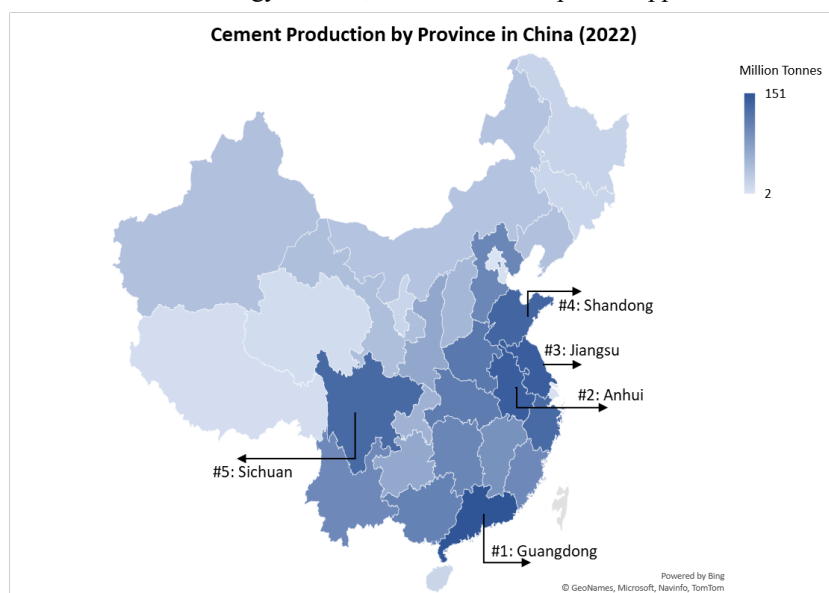 Cement Production by Province in China (2022)
Million Tonnes
151
2
#4: Shandong
#3: Jiangsu
#2: Anhui
#5: Sichuan
#1: Guangdong
Powered by Bing
© GeoNames, Microsoft, Navinfo, TomTom